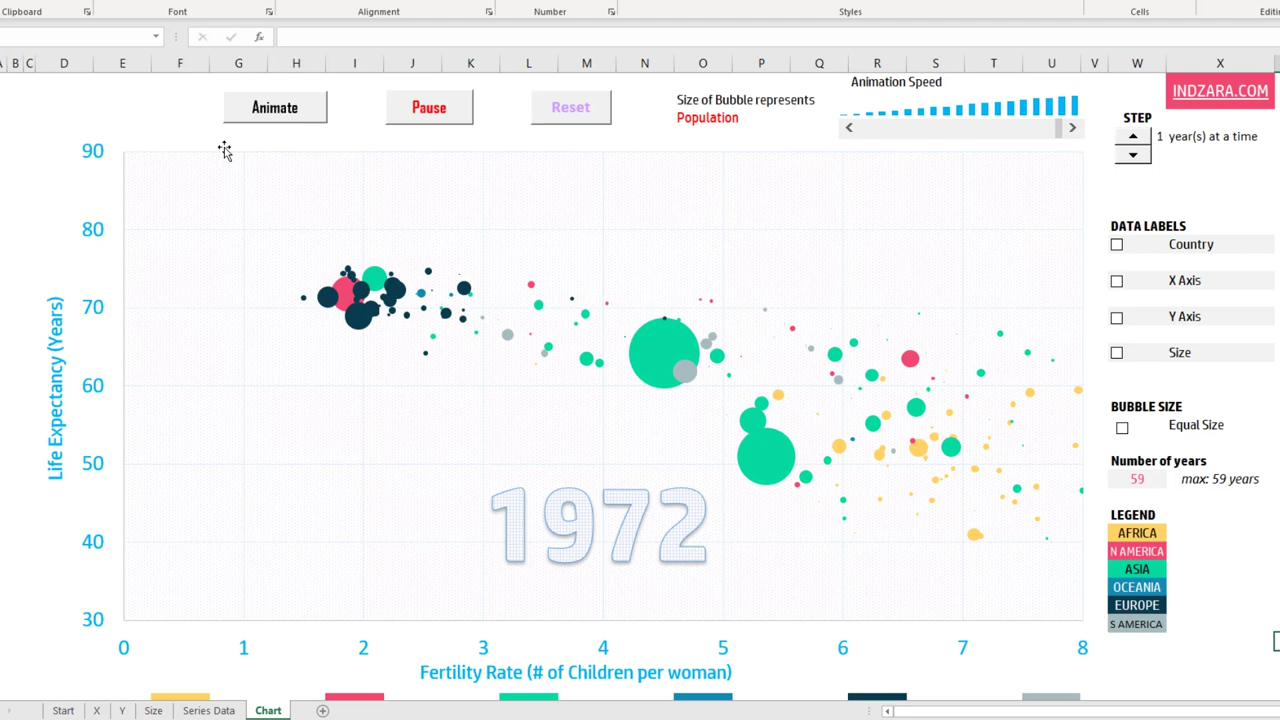 Clipboard
Font
Alignment
Number
Styles
Cells
fx
B C D E F G H I J K L M N O P Q R S T U V W X
Animate
Pause
Reset
Size of Bubble represents
Population
Animation Speed
INDZARA.COM
STEP
1 year(s) at a time
DATA LABELS
Country
X Axis
Y Axis
Size
BUBBLE SIZE
Equal Size
Number of years
59 max: 59 years
LEGEND
AFRICA
N AMERICA
ASIA
OCEANIA
EUROPE
S AMERICA
90
80
70
60
50
40
30
Life Expectancy (Years)
1972
0 1 2 3 4 5 6 7 8
Fertility Rate (# of Children per woman)
Start X Y Size Series Data Chart